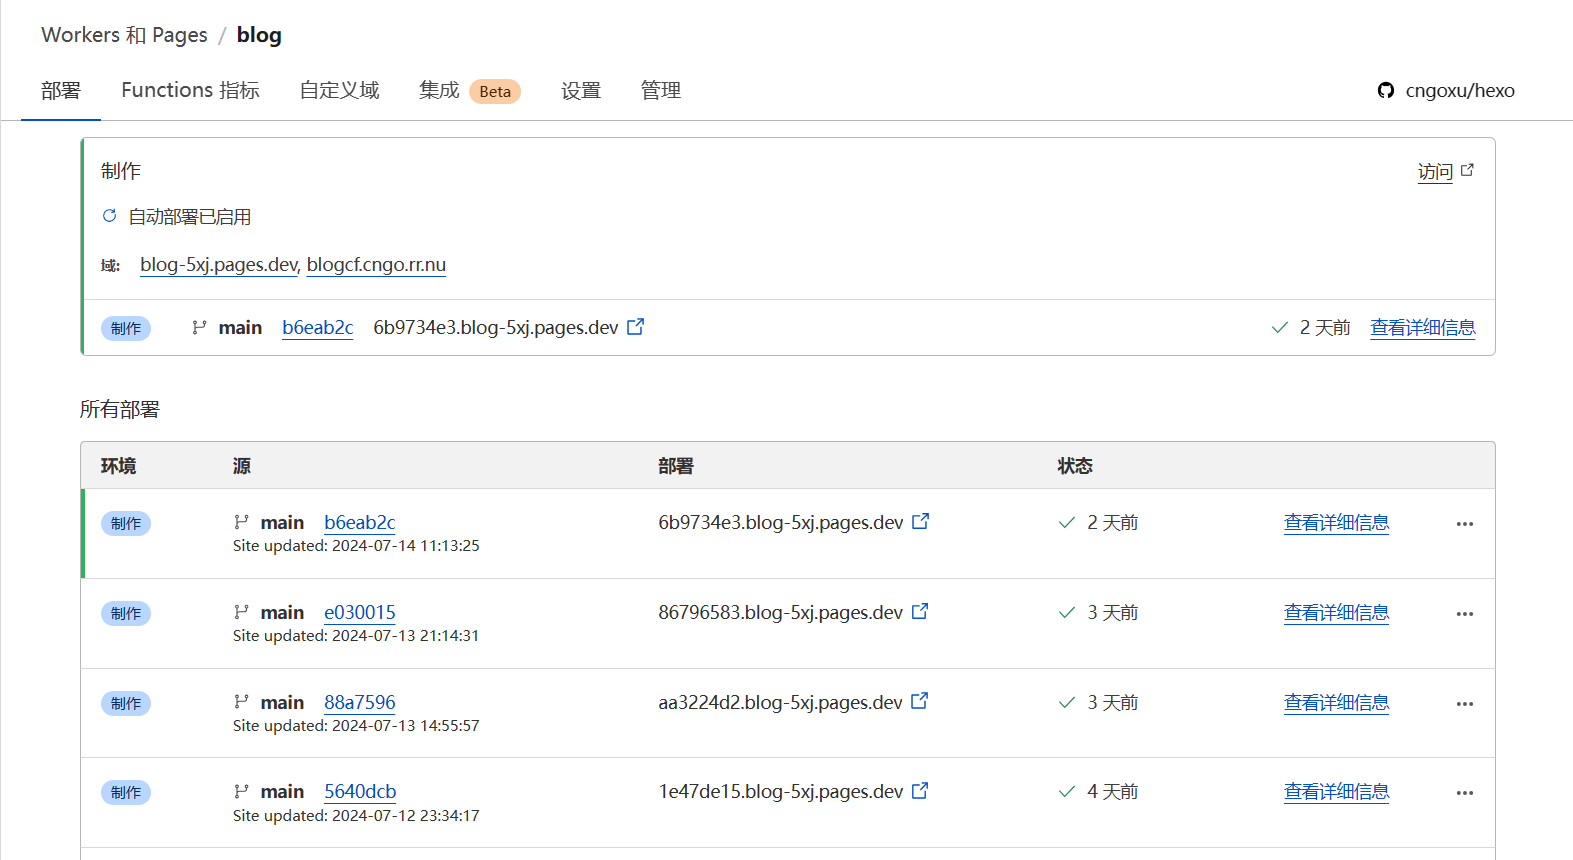 Workers 和 Pages / blog
部署 Functions 指标 自定义域 集成 Beta 设置 管理 cngoxu/hexo
制作 访问
自动部署已启用
域: blog-5xj.pages.dev, blogcf.cngo.rr.nu
制作 main b6eab2c 6b9734e3.blog-5xj.pages.dev 2 天前 查看详细信息
所有部署
环境 源 部署 状态
制作 main b6eab2c 6b9734e3.blog-5xj.pages.dev 2 天前 查看详细信息 ...
Site updated: 2024-07-14 11:13:25
制作 main e030015 86796583.blog-5xj.pages.dev 3 天前 查看详细信息 ...
Site updated: 2024-07-13 21:14:31
制作 main 88a7596 aa3224d2.blog-5xj.pages.dev 3 天前 查看详细信息 ...
Site updated: 2024-07-13 14:55:57
制作 main 5640dcb 1e47de15.blog-5xj.pages.dev 4 天前 查看详细信息 ...
Site updated: 2024-07-12 23:34:17